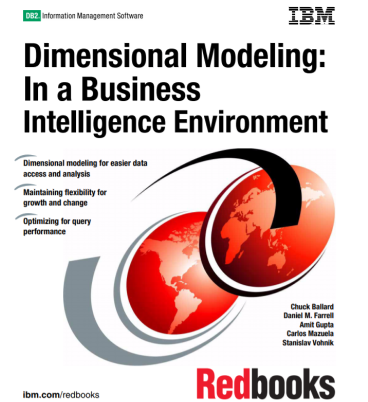 DB2. Information Management Software
IBM
Dimensional Modeling:
In a Business
Intelligence Environment
Dimensional modeling for easier data
access and analysis
Maintaining flexibility for
growth and change
Optimizing for query
performance
Chuck Ballard
Daniel M. Farrell
Amit Gupta
Carlos Mazuela
Stanislav Vohnik
ibm.com/redbooks
Redbooks